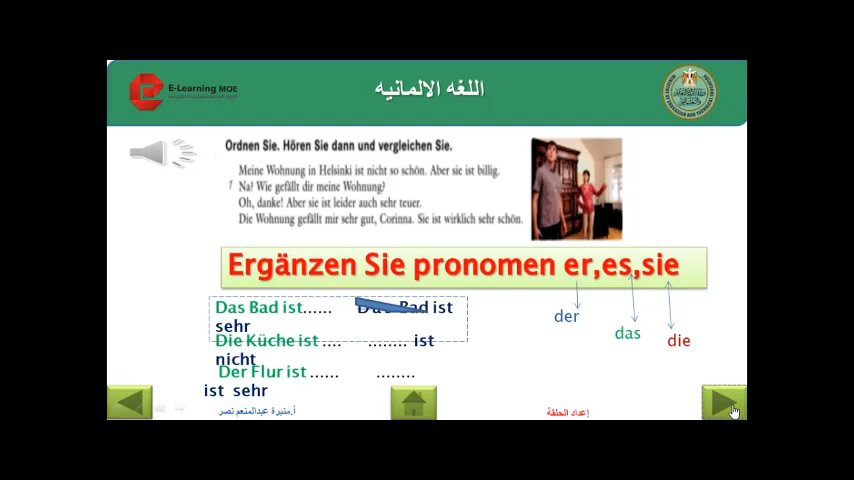 E-Learning MOE
اللغه الالمانيه
Ordnen Sie. Hören Sie dann und vergleichen Sie.
Meine Wohnung in Helsinki ist nicht so schön. Aber sie ist billig.
1 Na? Wie gefällt dir meine Wohnung?
Oh, danke! Aber sie ist leider auch sehr teuer.
Die Wohnung gefällt mir sehr gut, Corinna. Sie ist wirklich sehr schön.
Ergänzen Sie pronomen er,es,sie
der
das
die
Das Bad ist...... Das Bad ist
sehr
Die Küche ist .... ........ ist
nicht
Der Flur ist ...... ........
ist sehr
أ.منيرة عبدالمنعم نصر
إعداد الحلقة